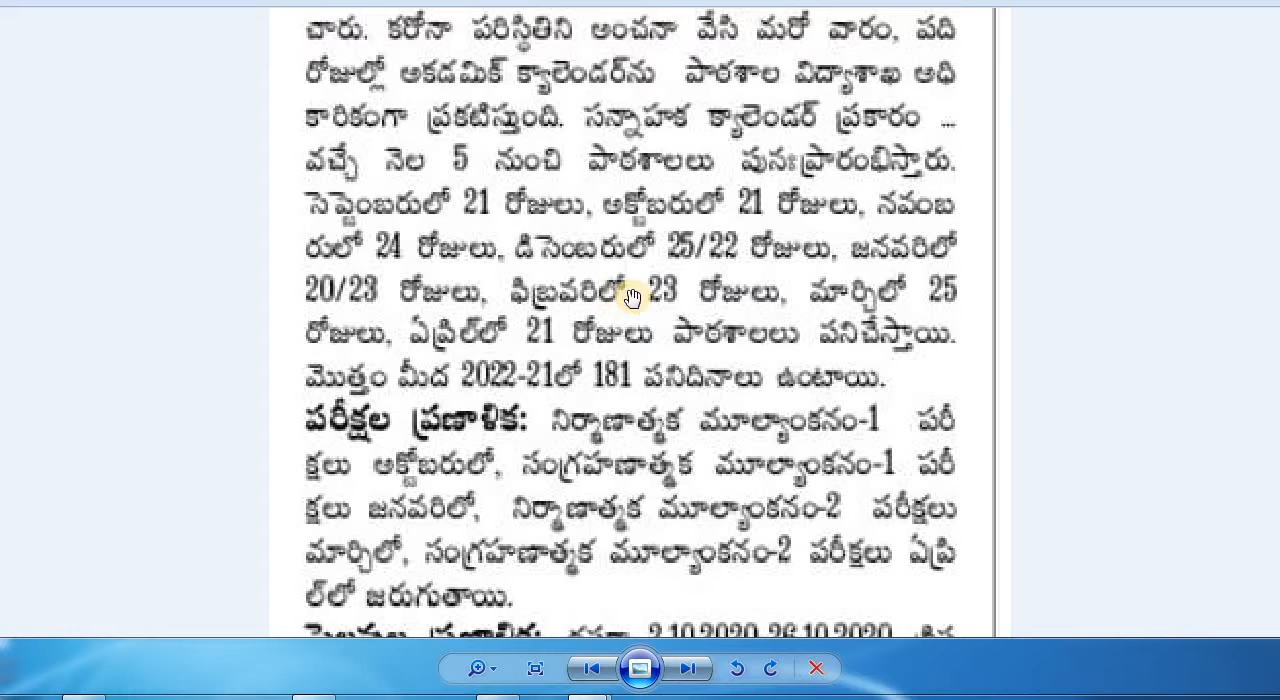 చారు. కరోనా పరిస్థితిని అంచనా వేసి మరో వారం, పది
రోజుల్లో అకడమిక్ క్యాలెండర్‌ను పాఠశాల విద్యాశాఖ అధి
కారికంగా ప్రకటిస్తుంది. సన్నాహక క్యాలెండర్ ప్రకారం ...
వచ్చే నెల 5 నుంచి పాఠశాలలు పునఃప్రారంభిస్తారు.
సెప్టెంబరులో 21 రోజులు, ఆక్టోబరులో 21 రోజులు, నవంబ
రులో 24 రోజులు, డిసెంబరులో 25/22 రోజులు, జనవరిలో
20/23 రోజులు, ఫిబ్రవరిలో 23 రోజులు, మార్చిలో 25
రోజులు, ఏప్రిల్‌లో 21 రోజులు పాఠశాలలు పనిచేస్తాయి.
మొత్తం మీద 2022-21లో 181 పనిదినాలు ఉంటాయి.
పరీక్షల ప్రణాళిక: నిర్మాణాత్మక మూల్యాంకనం-1 పరీ
క్షలు అక్టోబరులో, సంగ్రహణాత్మక మూల్యాంకనం-1 పరీ
క్షలు జనవరిలో, నిర్మాణాత్మక మూల్యాంకనం-2 పరీక్షలు
మార్చిలో, సంగ్రహణాత్మక మూల్యాంకనం-2 పరీక్షలు ఏప్రి
ల్‌లో జరుగుతాయి.